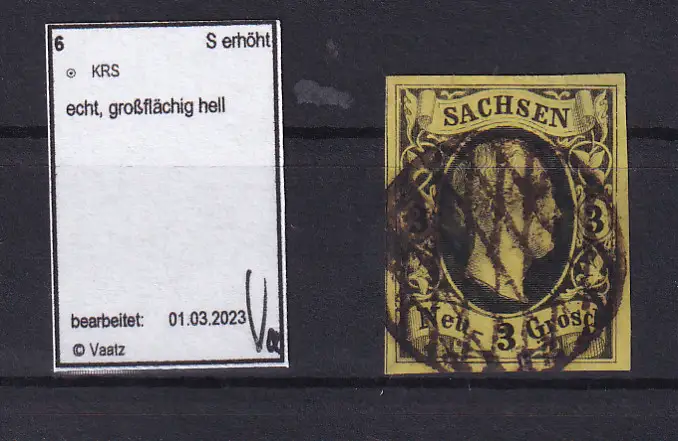 6 S erhöht
⊙ KRS
echt, großflächig hell
bearbeitet: 01.03.2023
© Vaatz
SACHSEN
3 3
Neu- 3 Grosch